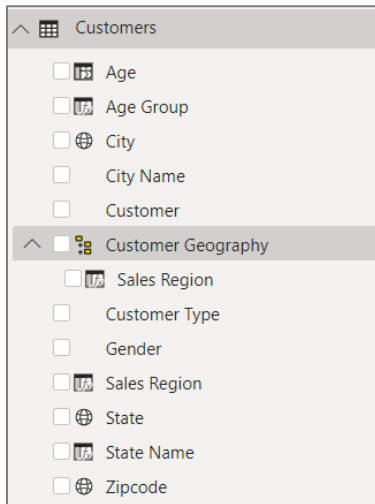 Customers
Age
Age Group
City
City Name
Customer
Customer Geography
Sales Region
Customer Type
Gender
Sales Region
State
State Name
Zipcode